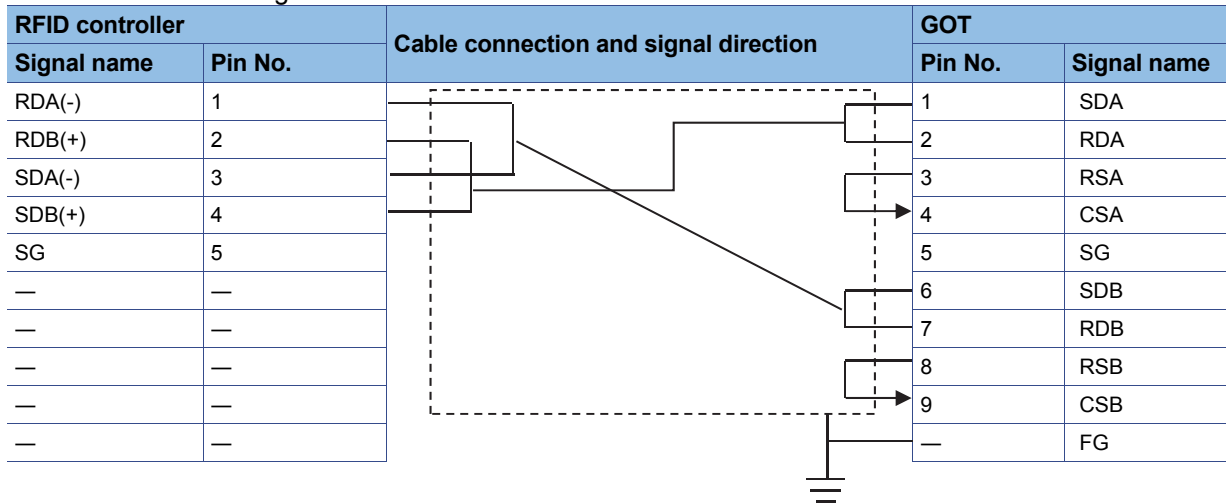 RFID controller Cable connection and signal direction GOT
Signal name Pin No. Pin No. Signal name
RDA(-) 1 1 SDA
RDB(+) 2 2 RDA
SDA(-) 3 3 RSA
SDB(+) 4 4 CSA
SG 5 5 SG
— — 6 SDB
— — 7 RDB
— — 8 RSB
— — 9 CSB
— — — FG